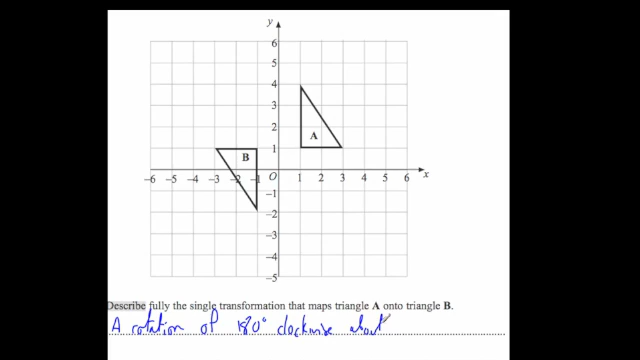 y
6
5
4
3
2
1
A
B
-6 -5 -4 -3 -2 -1 O 1 2 3 4 5 6 x
-1
-2
-3
-4
-5
Describe fully the single transformation that maps triangle A onto triangle B.
A rotation of 180° clockwise about